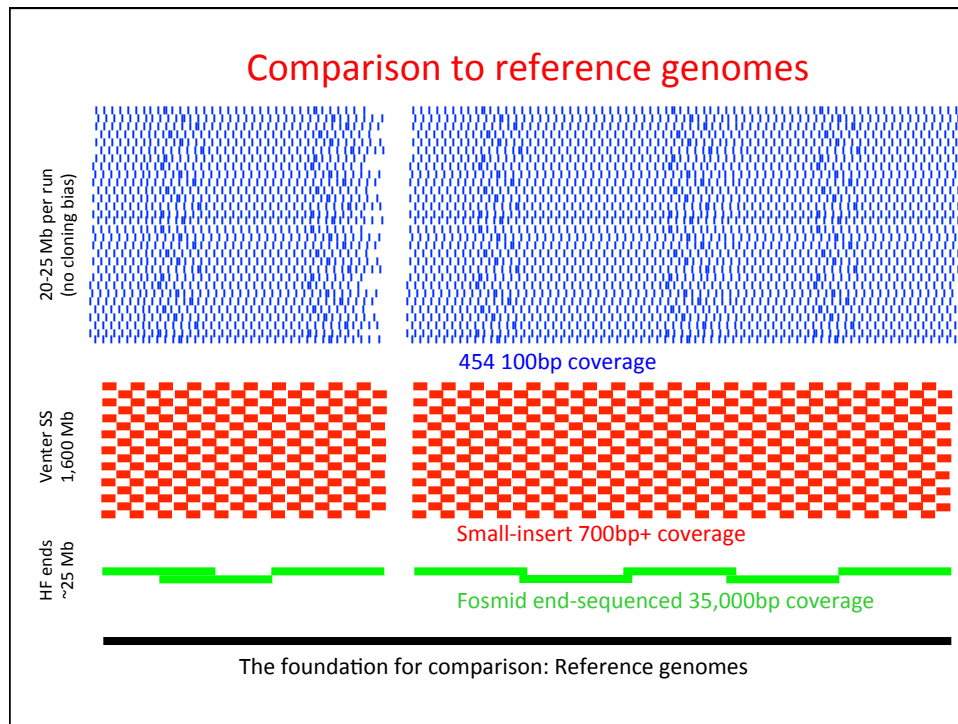 Comparison to reference genomes
20-25 Mb per run
(no cloning bias)
454 100bp coverage
Venter SS
1,600 Mb
Small-insert 700bp+ coverage
HF ends
~25 Mb
Fosmid end-sequenced 35,000bp coverage
The foundation for comparison: Reference genomes